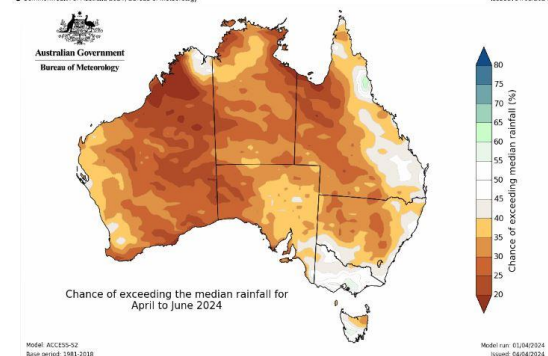 Australian Government
Bureau of Meteorology
80
75
70
65
60
55
50
45
40
35
30
25
20
Chance of exceeding median rainfall (%)
Chance of exceeding the median rainfall for
April to June 2024
Model: ACCESS-S2
Base period: 1981-2018
Model run: 01/04/2024
Issued: 04/04/2024